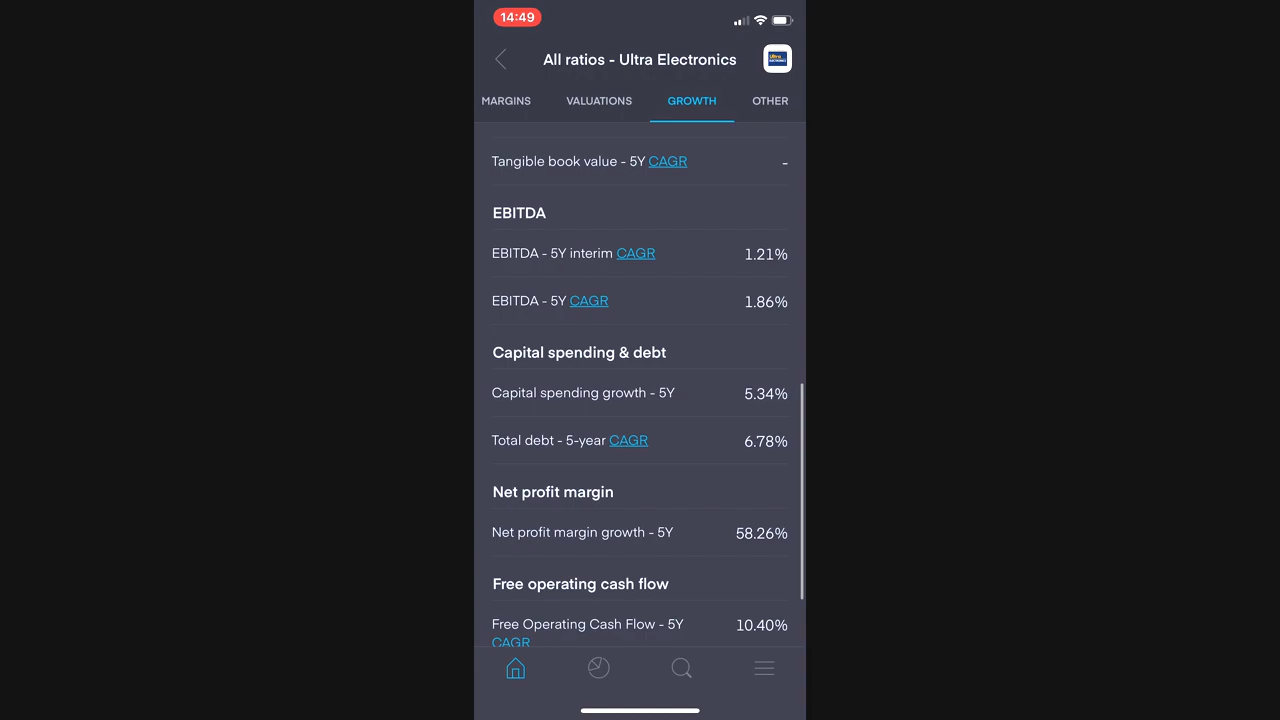 14:49
All ratios - Ultra Electronics
MARGINS VALUATIONS GROWTH OTHER
Tangible book value - 5Y CAGR -
EBITDA
EBITDA - 5Y interim CAGR 1.21%
EBITDA - 5Y CAGR 1.86%
Capital spending & debt
Capital spending growth - 5Y 5.34%
Total debt - 5-year CAGR 6.78%
Net profit margin
Net profit margin growth - 5Y 58.26%
Free operating cash flow
Free Operating Cash Flow - 5Y 10.40%
CAGR